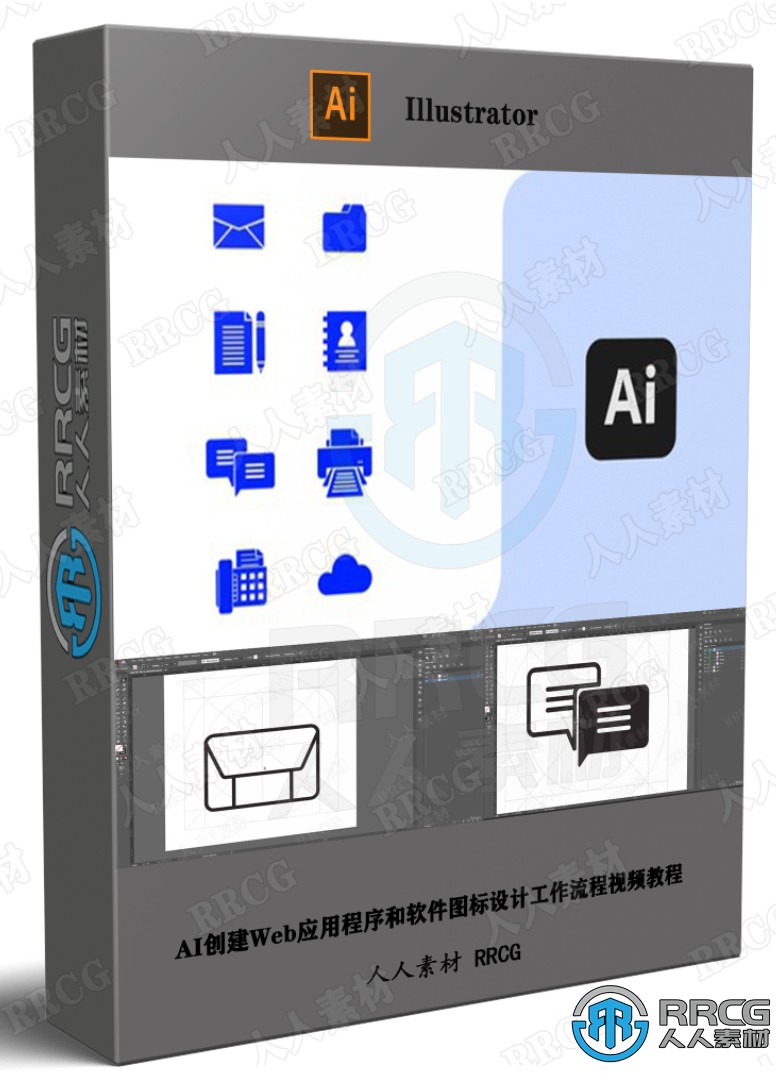 Ai Illustrator
Ai
RRCG
人人素材
AI创建Web应用程序和软件图标设计工作流程视频教程
人人素材 RRCG
RRCG
人人素材